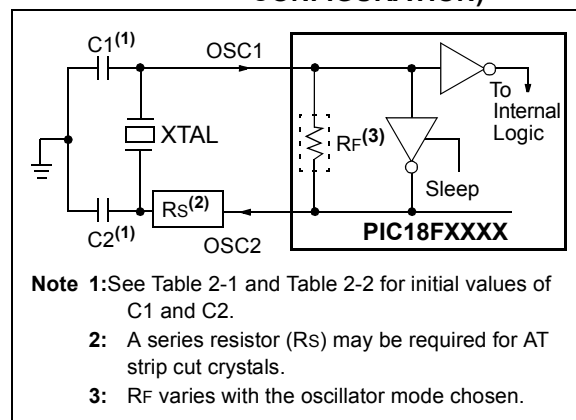 CONFIGURATION)
C1(1)
OSC1
To
Internal
Logic
XTAL
RF(3)
Sleep
RS(2)
C2(1)
OSC2
PIC18FXXXX
Note 1:See Table 2-1 and Table 2-2 for initial values of
C1 and C2.
2: A series resistor (RS) may be required for AT
strip cut crystals.
3: RF varies with the oscillator mode chosen.